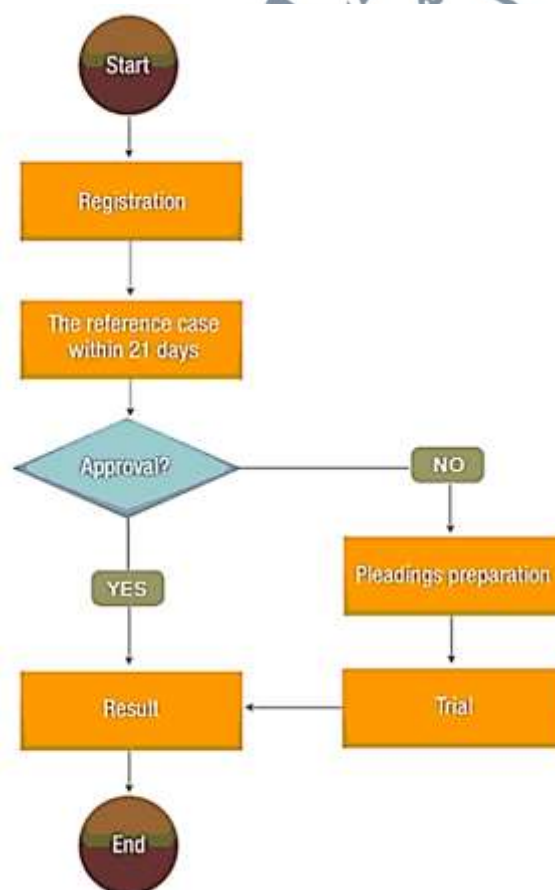 Start
Registration
The reference case
within 21 days
Approval?
NO
YES
Pleadings preparation
Result
Trial
End